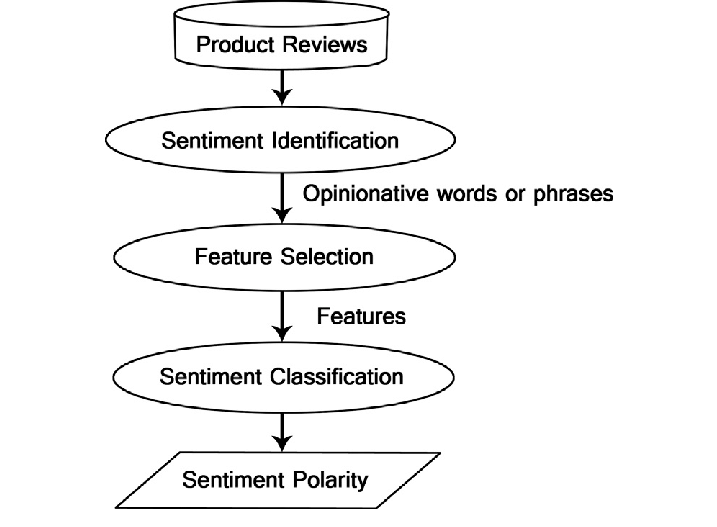 Product Reviews
Sentiment Identification
Opinionative words or phrases
Feature Selection
Features
Sentiment Classification
Sentiment Polarity